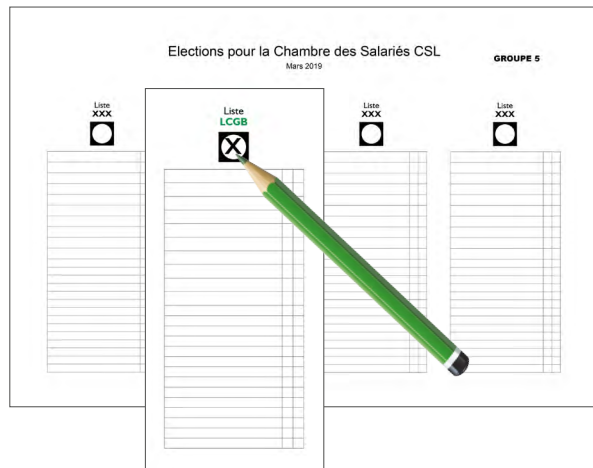 Elections pour la Chambre des Salariés CSL
Mars 2019
GROUPE 5
Liste
XXX
Liste
LCGB
X
Liste
XXX
Liste
XXX